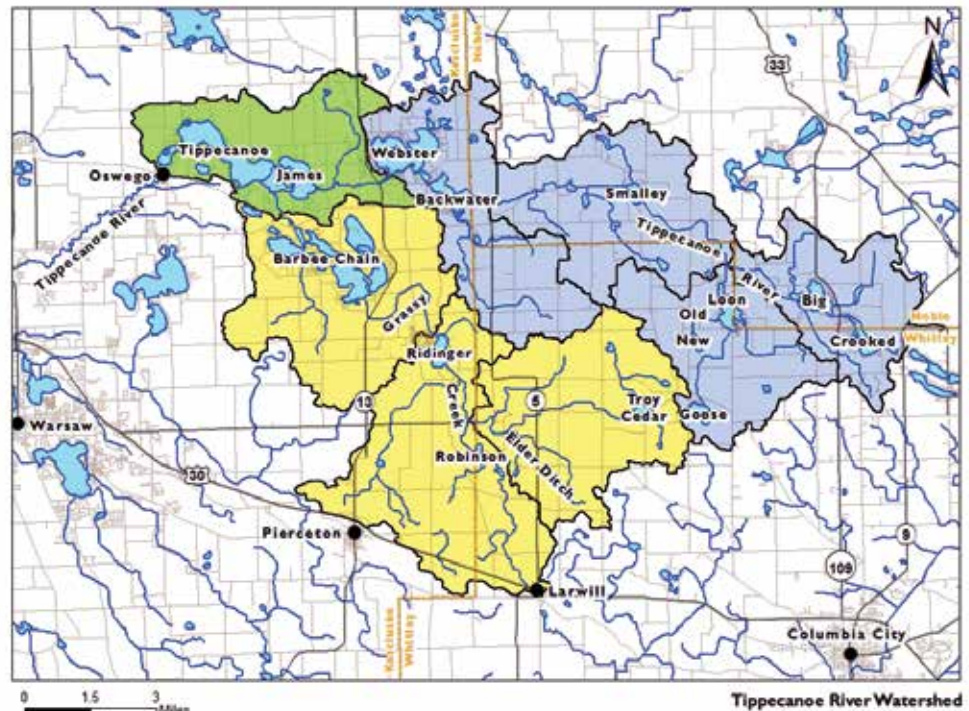 N
Kosciusko
Noble
33
Tippecanoe
Webster
Oswego
James
Smalley
Backwater
Tippecanoe River
Tippecanoe
River
Barbee Chain
Loon
Big
Old
Grassy
Noble
Whitley
New
Crooked
Ridinger
Creek
13
5
Troy
Cedar
Goose
Warsaw
Elder Ditch
Robinson
30
Pierceton
9
109
Larwill
Kosciusko
Whitley
Columbia City
0 1.5 3
Miles
Tippecanoe River Watershed